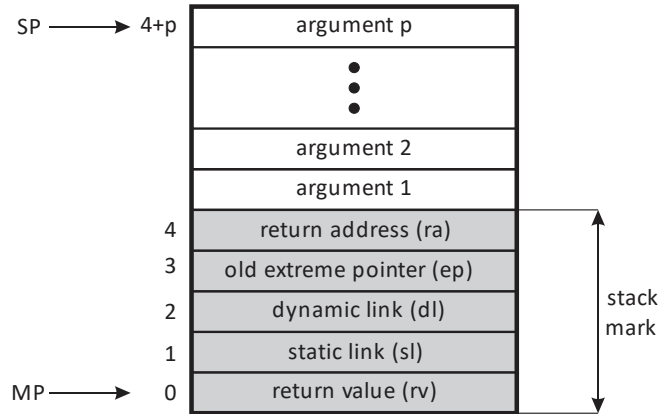 SP 4+p argument p
argument 2
argument 1
4 return address (ra)
3 old extreme pointer (ep)
2 dynamic link (dl)
1 static link (sl)
MP 0 return value (rv)
stack
mark